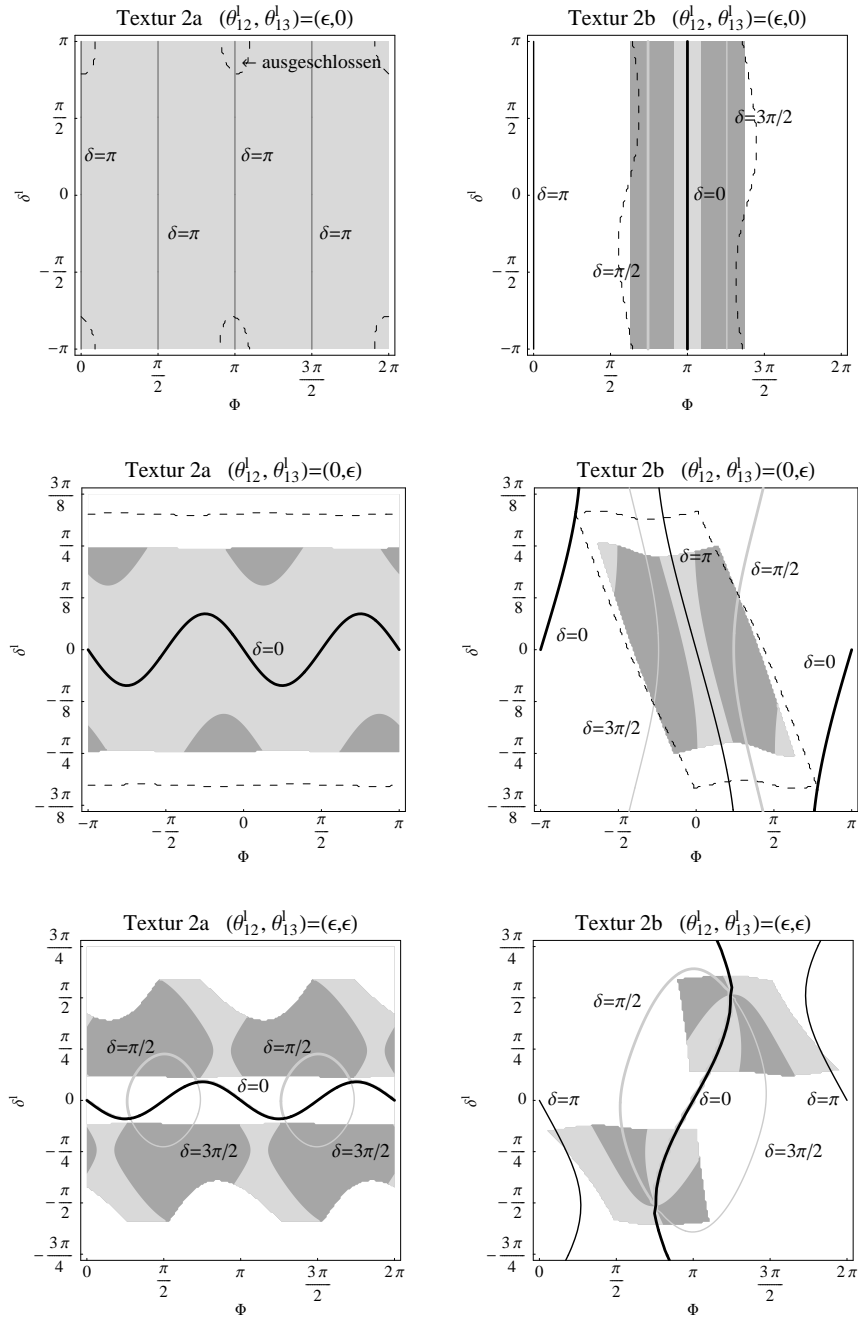 Textur 2a (θ^l_12, θ^l_13)=(ϵ,0)
π
π/2
0
−π/2
−π
δ^l
← ausgeschlossen
δ=π
δ=π
δ=π
δ=π
0
π/2
π
3π/2
2π
Φ
Textur 2b (θ^l_12, θ^l_13)=(ϵ,0)
π
π/2
0
−π/2
−π
δ^l
δ=3π/2
δ=π
δ=0
δ=π/2
0
π/2
π
3π/2
2π
Φ
Textur 2a (θ^l_12, θ^l_13)=(0,ϵ)
3π/8
π/4
π/8
0
−π/8
−π/4
−3π/8
δ^l
δ=0
−π
−π/2
0
π/2
π
Φ
Textur 2b (θ^l_12, θ^l_13)=(0,ϵ)
3π/8
π/4
π/8
0
−π/8
−π/4
−3π/8
δ^l
δ=π
δ=π/2
δ=0
δ=0
δ=3π/2
−π
−π/2
0
π/2
π
Φ
Textur 2a (θ^l_12, θ^l_13)=(ϵ,ϵ)
3π/4
π/2
π/4
0
−π/4
−π/2
−3π/4
δ^l
δ=π/2
δ=π/2
δ=0
δ=3π/2
δ=3π/2
0
π/2
π
3π/2
2π
Φ
Textur 2b (θ^l_12, θ^l_13)=(ϵ,ϵ)
3π/4
π/2
π/4
0
−π/4
−π/2
−3π/4
δ^l
δ=π/2
δ=π
δ=0
δ=π
δ=3π/2
0
π/2
π
3π/2
2π
Φ